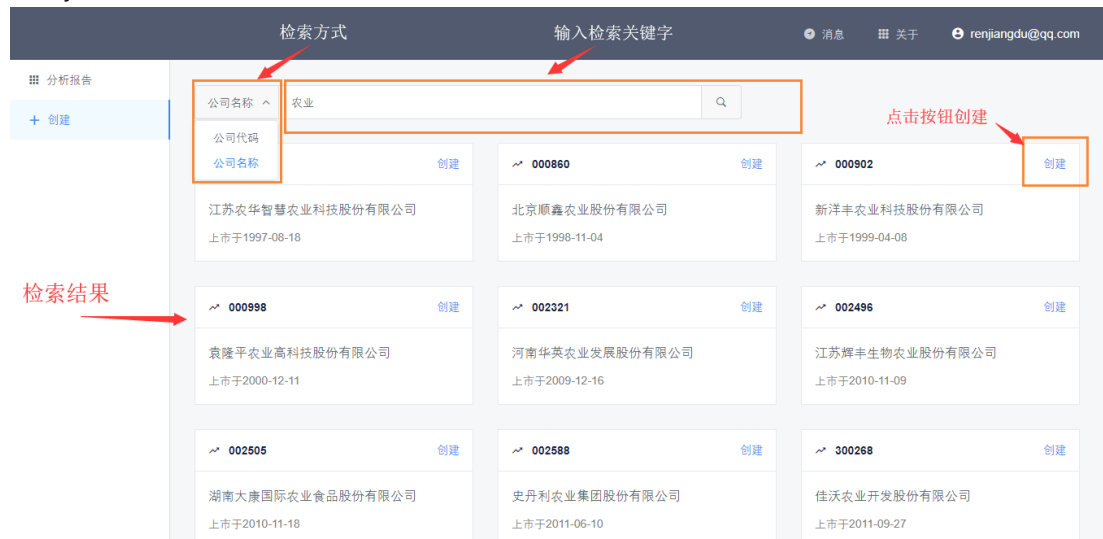 检索方式
输入检索关键字
消息
关于
renjiangdu@qq.com
分析报告
创建
公司名称
农业
点击按钮创建
公司代码
公司名称
创建
000860
创建
000902
创建
江苏农华智慧农业科技股份有限公司
上市于1997-08-18
北京顺鑫农业股份有限公司
上市于1998-11-04
新洋丰农业科技股份有限公司
上市于1999-04-08
检索结果
000998
创建
002321
创建
002496
创建
袁隆平农业高科技股份有限公司
上市于2000-12-11
河南华英农业发展股份有限公司
上市于2009-12-16
江苏辉丰生物农业股份有限公司
上市于2010-11-09
002505
创建
002588
创建
300268
创建
湖南大康国际农业食品股份有限公司
上市于2010-11-18
史丹利农业集团股份有限公司
上市于2011-06-10
佳沃农业开发股份有限公司
上市于2011-09-27